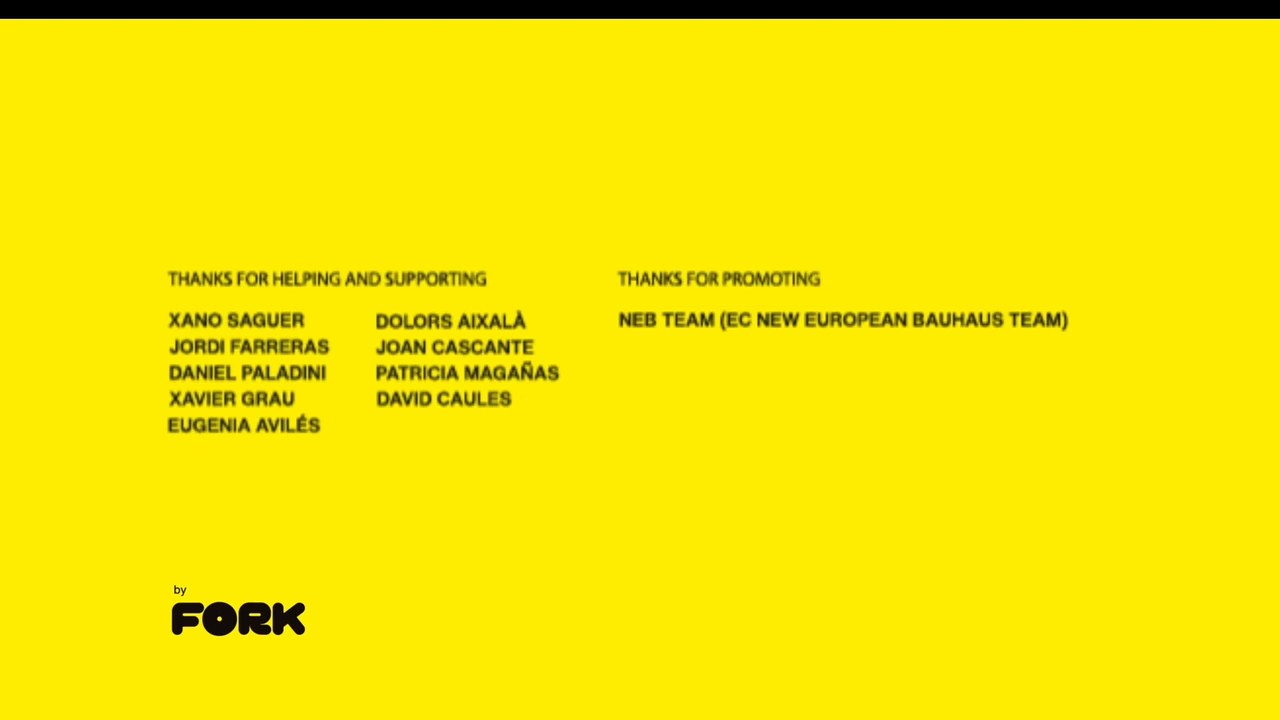 THANKS FOR HELPING AND SUPPORTING
XANO SAGUER
JORDI FARRERAS
DANIEL PALADINI
XAVIER GRAU
EUGENIA AVILÉS
DOLORS AIXALÀ
JOAN CASCANTE
PATRICIA MAGAÑAS
DAVID CAULES
THANKS FOR PROMOTING
NEB TEAM (EC NEW EUROPEAN BAUHAUS TEAM)
by
FORK